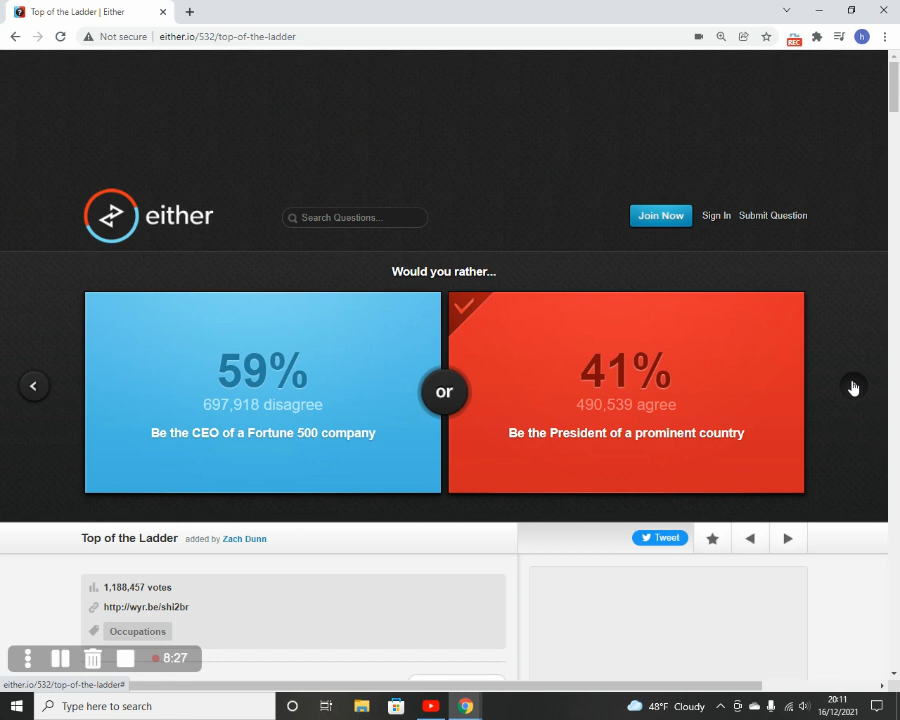 Top of the Ladder | Either
Not secure
either.io/532/top-of-the-ladder
REC
h
either
Search Questions...
Join Now
Sign In
Submit Question
Would you rather...
59%
697,918 disagree
Be the CEO of a Fortune 500 company
or
41%
490,539 agree
Be the President of a prominent country
Top of the Ladder added by Zach Dunn
Tweet
1,188,457 votes
http://wyr.be/shi2br
Occupations
8:27
either.io/532/top-of-the-ladder#
Type here to search
48°F Cloudy
20:11
16/12/2021